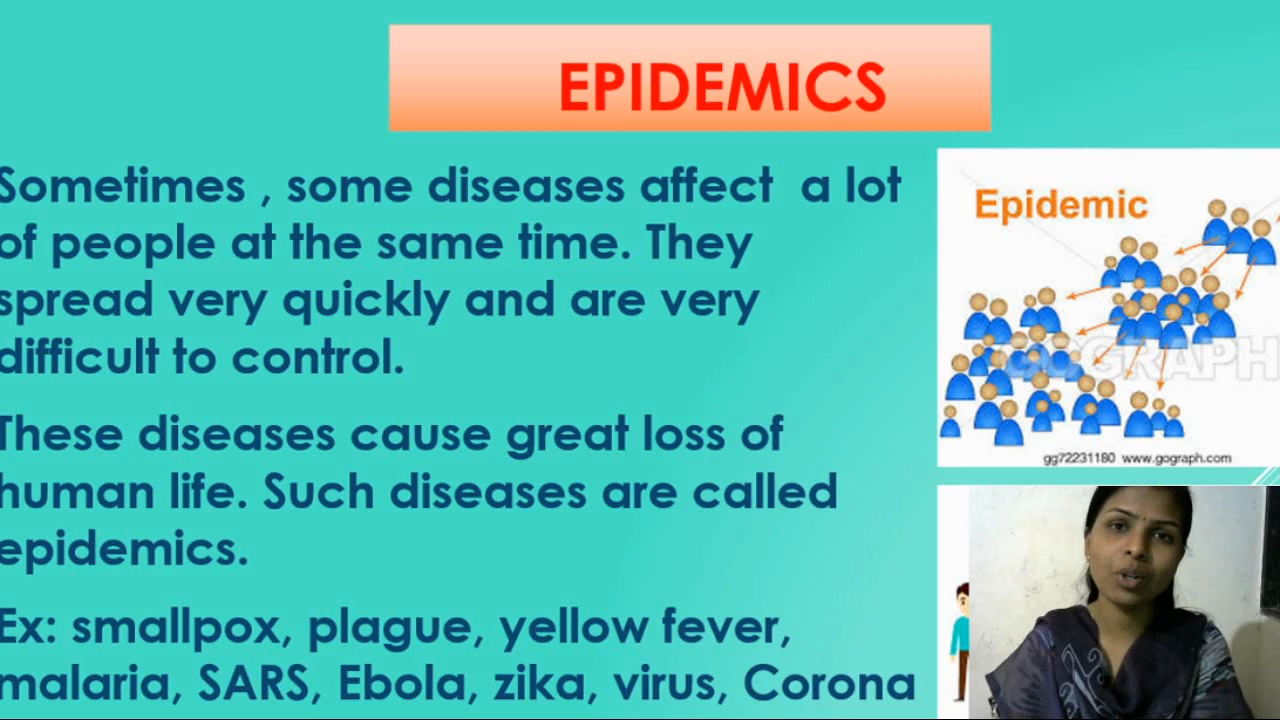 EPIDEMICS
Sometimes , some diseases affect a lot
of people at the same time. They
spread very quickly and are very
difficult to control.
These diseases cause great loss of
human life. Such diseases are called
epidemics.
Ex: smallpox, plague, yellow fever,
malaria, SARS, Ebola, zika, virus, Corona
Epidemic
GOGRAPH
gg72231180 www.gograph.com